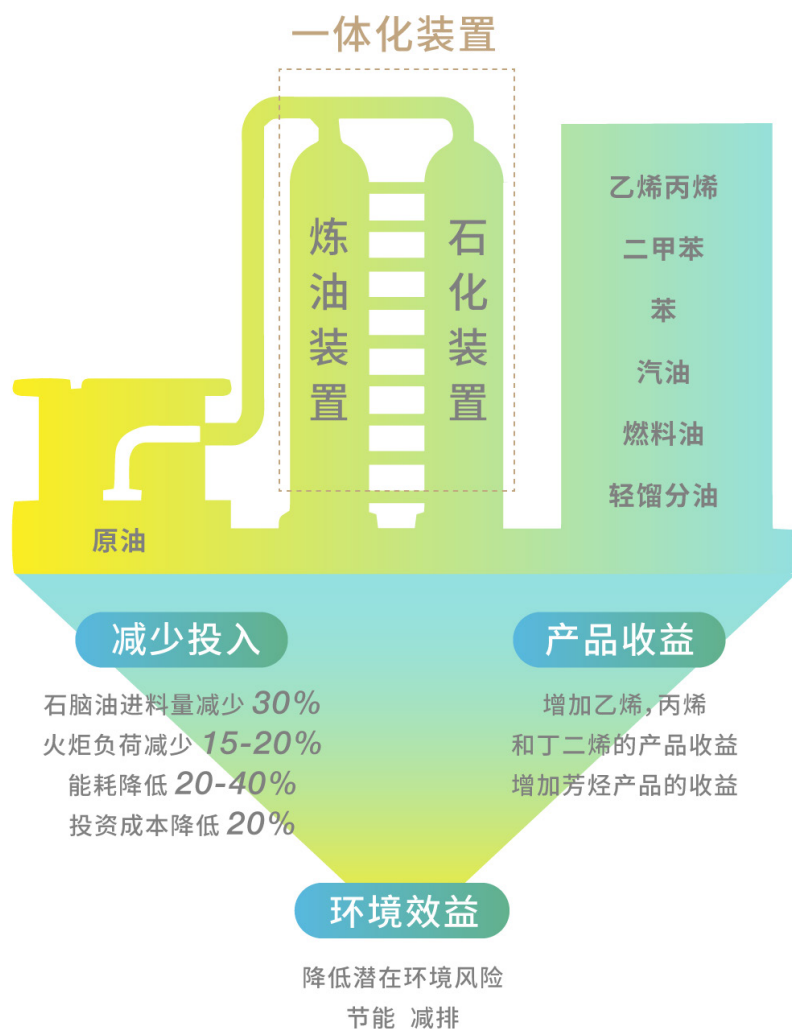 一体化装置
炼油装置
石化装置
乙烯丙烯
二甲苯
苯
汽油
燃料油
轻馏分油
原油
减少投入
石脑油进料量减少 30%
火炬负荷减少 15-20%
能耗降低 20-40%
投资成本降低 20%
产品收益
增加乙烯,丙烯
和丁二烯的产品收益
增加芳烃产品的收益
环境效益
降低潜在环境风险
节能 减排